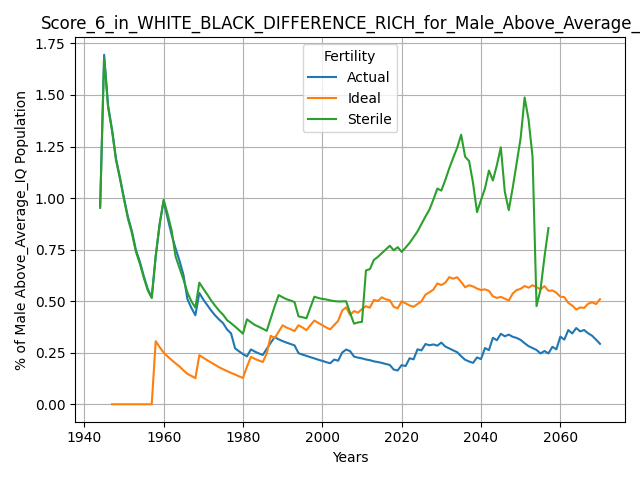 Score_6_in_WHITE_BLACK_DIFFERENCE_RICH_for_Male_Above_Average_
Fertility
Actual
Ideal
Sterile
% of Male Above_Average_IQ Population
1.75
1.50
1.25
1.00
0.75
0.50
0.25
0.00
1940 1960 1980 2000 2020 2040 2060
Years